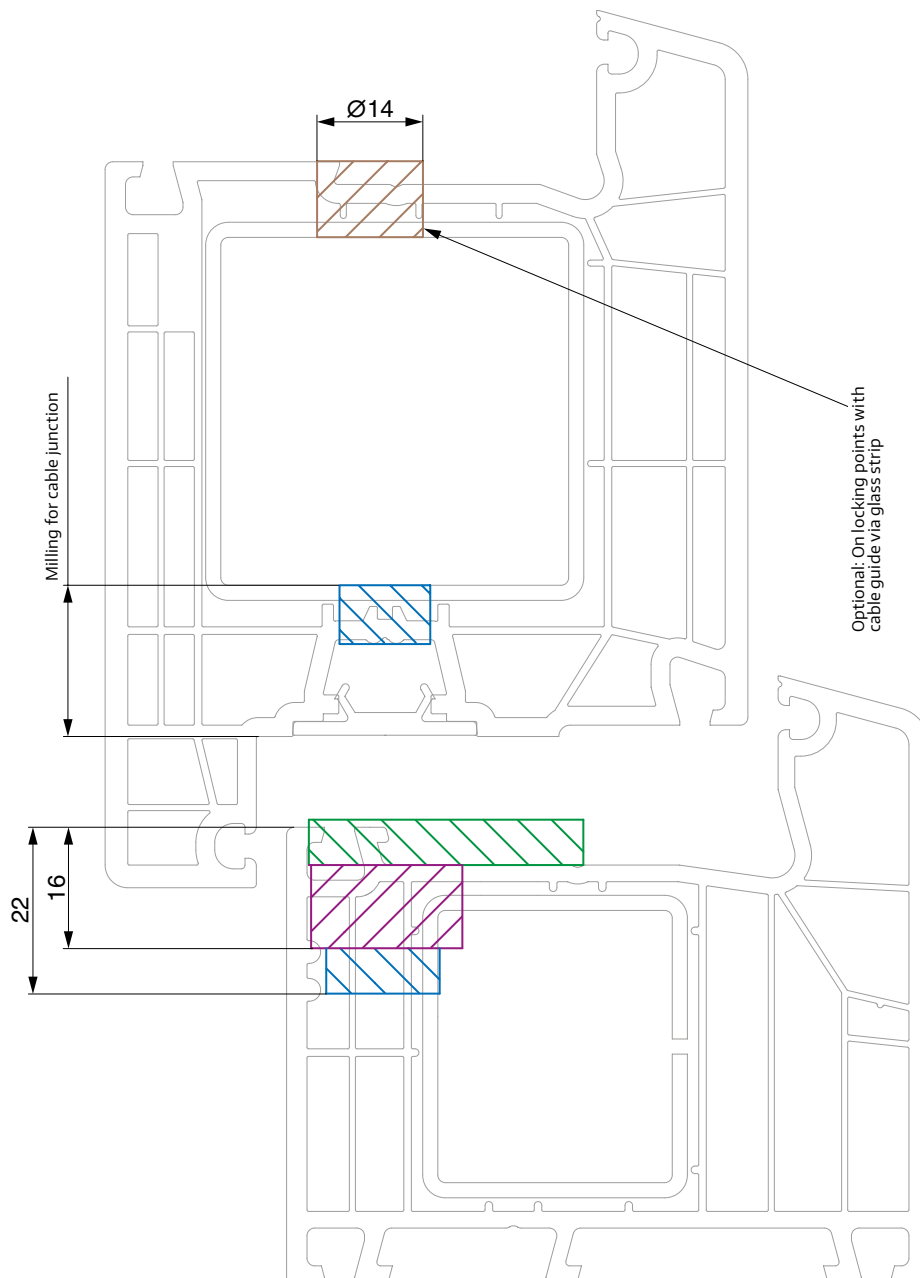 Ø14
Milling for cable junction
Optional: On locking points with
cable guide via glass strip
22
16